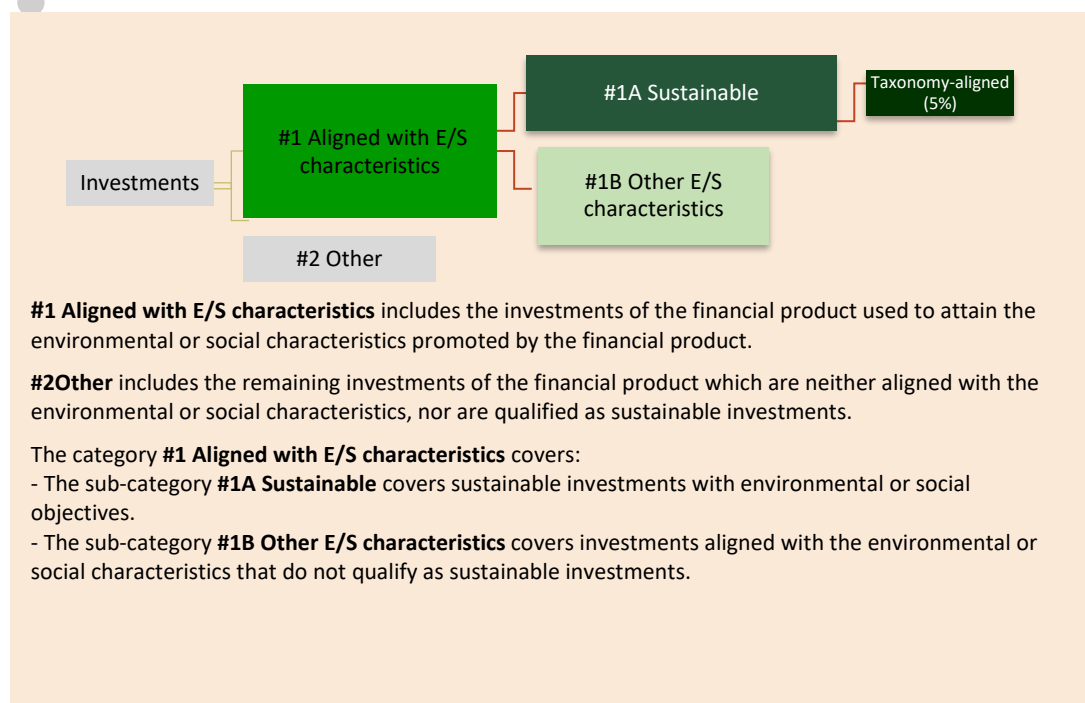 Investments
#1 Aligned with E/S
characteristics
#2 Other
#1A Sustainable
#1B Other E/S
characteristics
Taxonomy-aligned
(5%)
#1 Aligned with E/S characteristics includes the investments of the financial product used to attain the
environmental or social characteristics promoted by the financial product.
#2Other includes the remaining investments of the financial product which are neither aligned with the
environmental or social characteristics, nor are qualified as sustainable investments.
The category #1 Aligned with E/S characteristics covers:
- The sub-category #1A Sustainable covers sustainable investments with environmental or social
objectives.
- The sub-category #1B Other E/S characteristics covers investments aligned with the environmental or
social characteristics that do not qualify as sustainable investments.